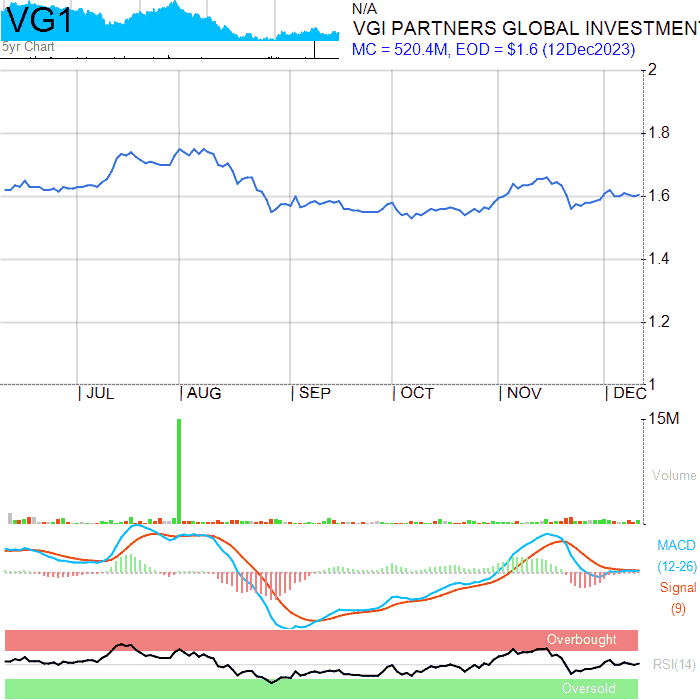 VG1
5yr Chart
N/A
VGI PARTNERS GLOBAL INVESTMEN
MC = 520.4M, EOD = $1.6 (12Dec2023)
2
1.8
1.6
1.4
1.2
1
JUL AUG SEP OCT NOV DEC
15M
Volume
MACD
(12-26)
Signal
(9)
Overbought
RSI(14)
Oversold